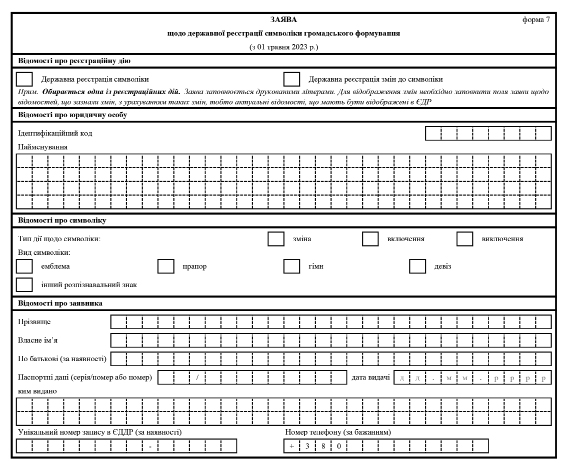 ЗАЯВА форма 7
щодо державної реєстрації символіки громадського формування
(з 01 травня 2023 р.)
Відомості про реєстраційну дію
Державна реєстрація символіки Державна реєстрація змін до символіки
Прим. Обирається одна із реєстраційних дій. Заява заповнюється друкованими літерами. Для відображення змін необхідно заповнити поля заяви щодо
відомостей, що зазнали змін, з урахуванням таких змін, тобто актуальні відомості, що мають бути відображені в ЄДР
Відомості про юридичну особу
Ідентифікаційний код
Найменування
Відомості про символіку
Тип дії щодо символіки: зміна включення виключення
Вид символіки:
емблема прапор гімн девіз
інший розпізнавальний знак
Відомості про заявника
Прізвище
Власне ім’я
По батькові (за наявності)
Паспортні дані (серія/номер або номер) / дата видачі д д . м м . р р р р
ким видано
Унікальний номер запису в ЄДДР (за наявності) Номер телефону (за бажанням)
- + 3 8 0